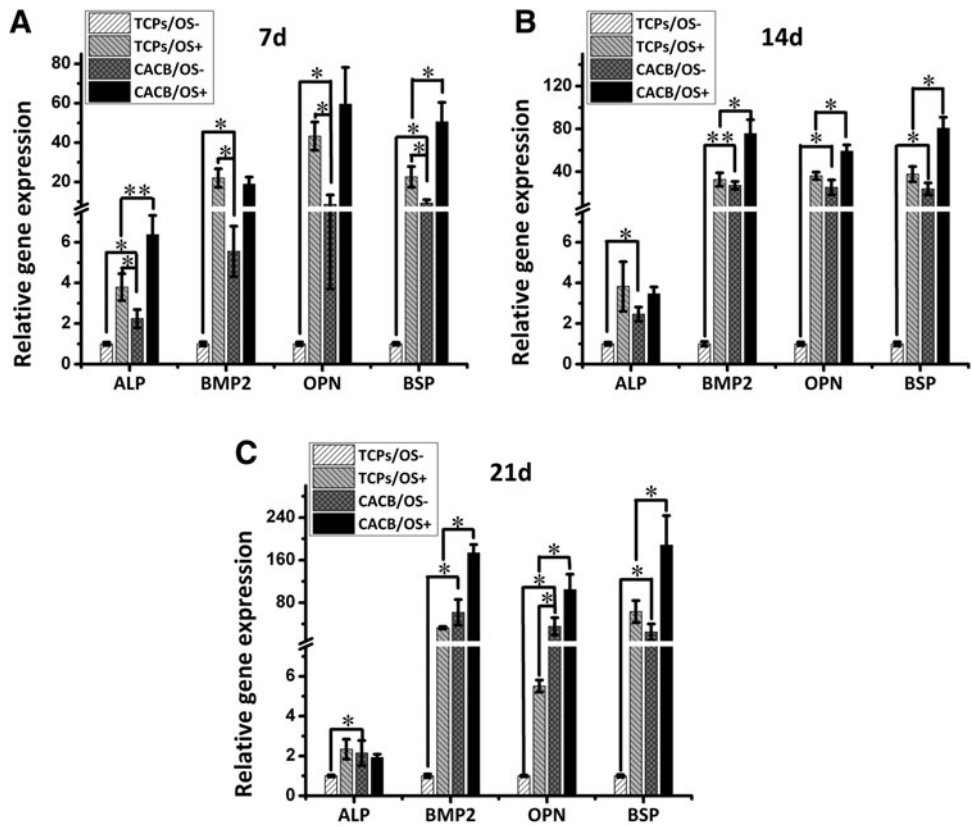 A
7d
TCPs/OS-
TCPs/OS+
CACB/OS-
CACB/OS+
Relative gene expression
80
60
40
20
6
4
2
0
* * * *
** * * * * * * *
ALP BMP2 OPN BSP
B
14d
TCPs/OS-
TCPs/OS+
CACB/OS-
CACB/OS+
Relative gene expression
120
80
40
6
4
2
0
* ** * * * * *
ALP BMP2 OPN BSP
C
21d
TCPs/OS-
TCPs/OS+
CACB/OS-
CACB/OS+
Relative gene expression
240
160
80
6
4
2
0
* * * * * * * *
ALP BMP2 OPN BSP